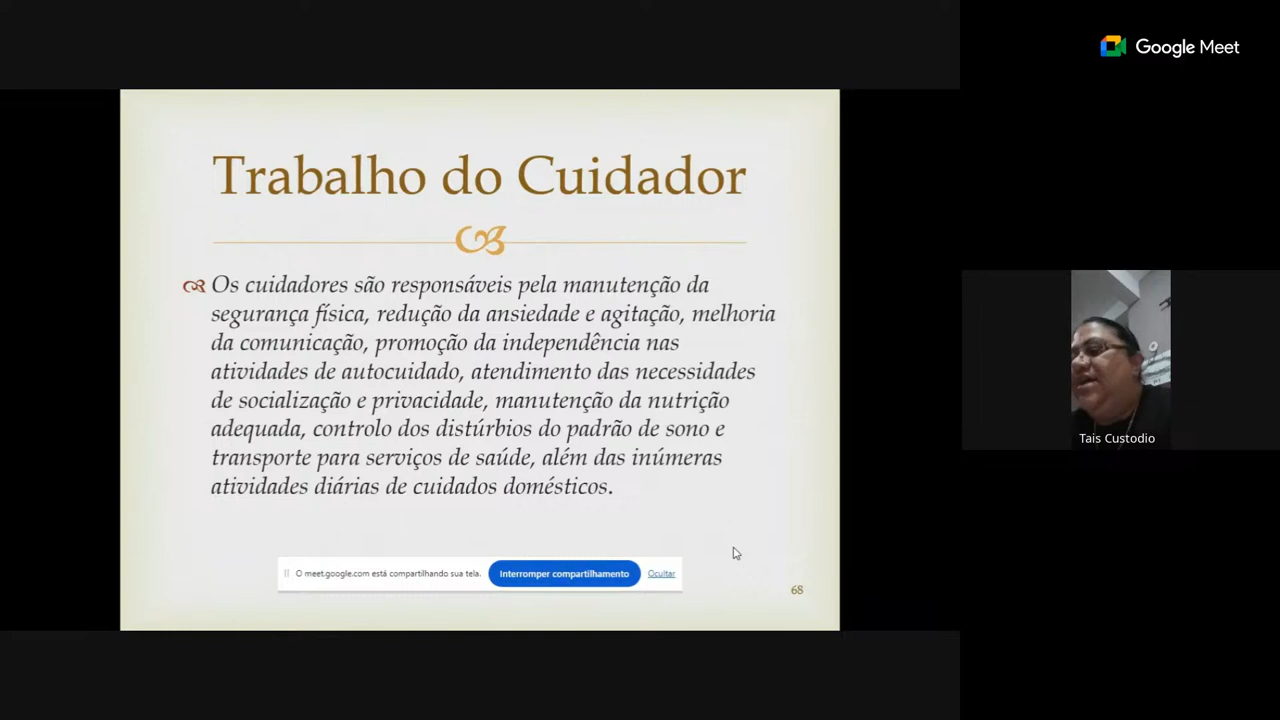 Google Meet
Trabalho do Cuidador
Os cuidadores são responsáveis pela manutenção da
segurança física, redução da ansiedade e agitação, melhoria
da comunicação, promoção da independência nas
atividades de autocuidado, atendimento das necessidades
de socialização e privacidade, manutenção da nutrição
adequada, controlo dos distúrbios do padrão de sono e
transporte para serviços de saúde, além das inúmeras
atividades diárias de cuidados domésticos.
O meet.google.com está compartilhando sua tela. Interromper compartilhamento Ocultar
68
Tais Custodio